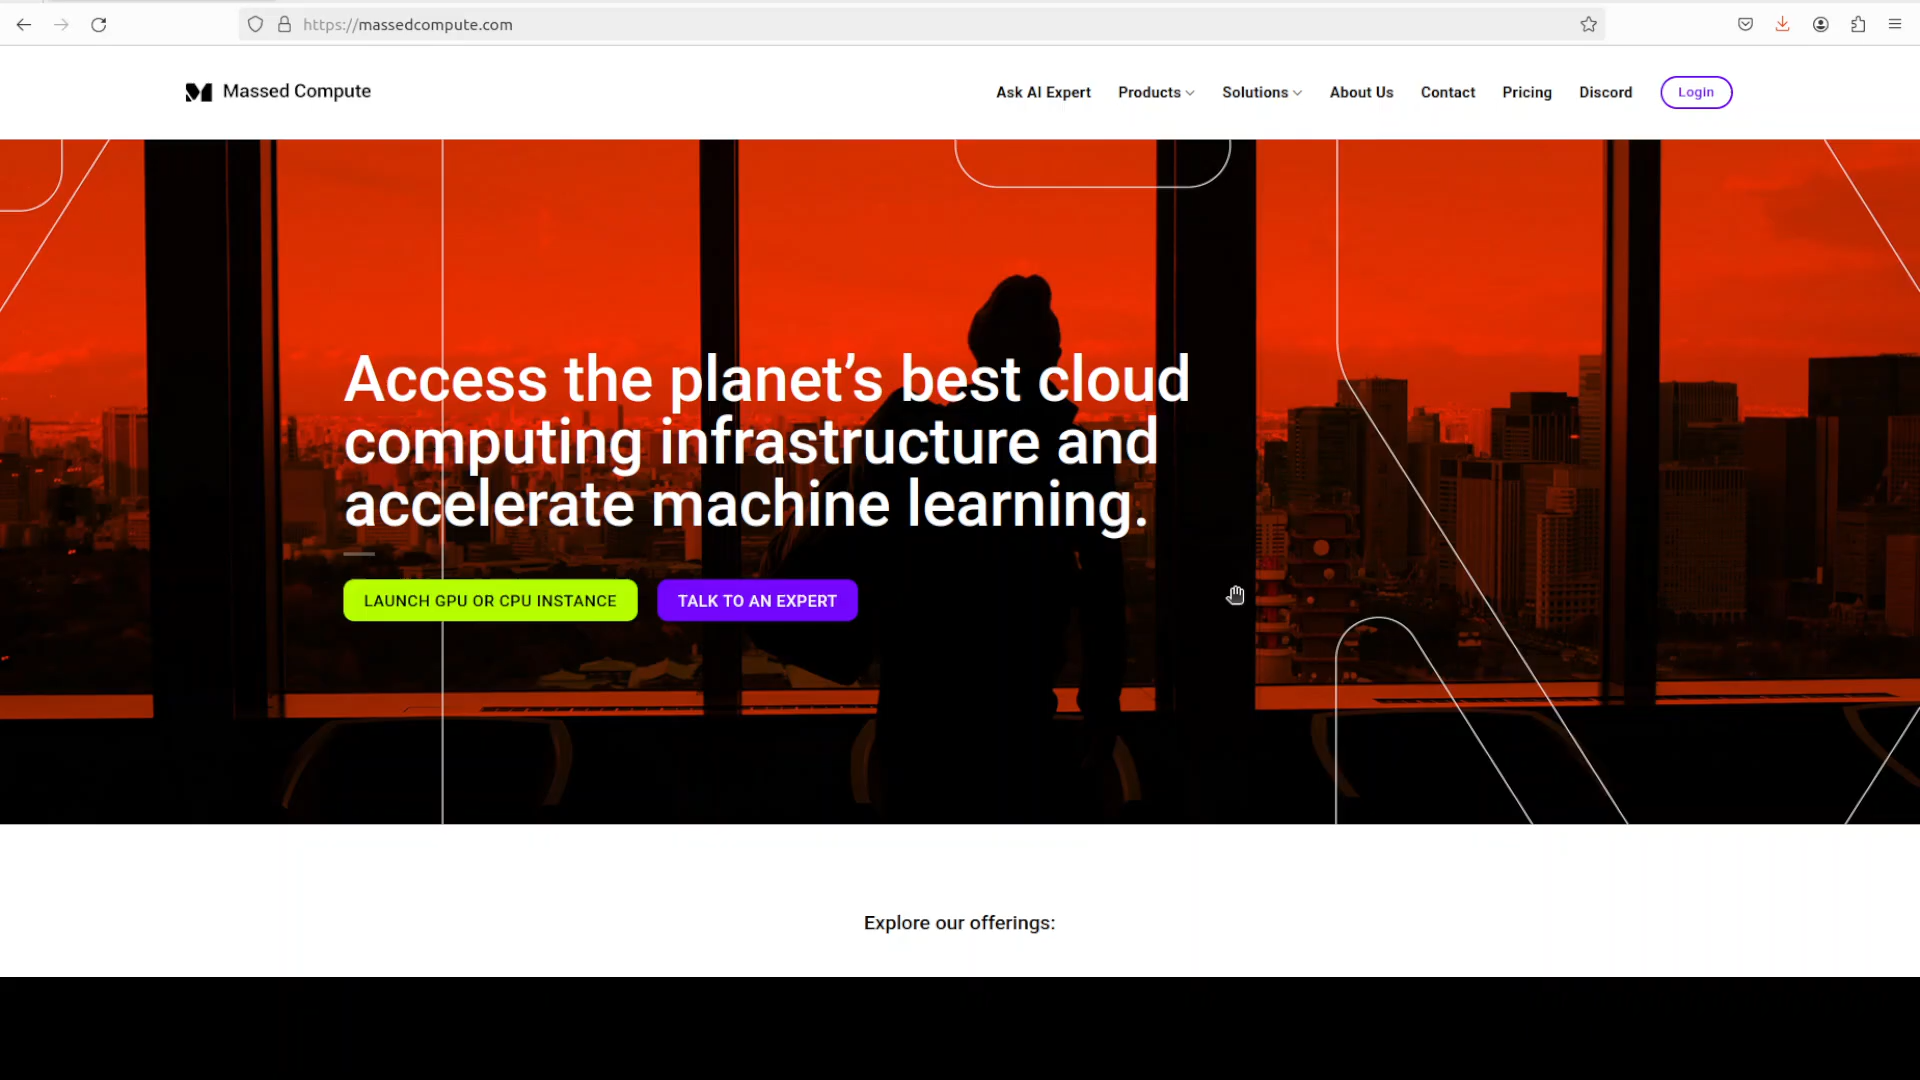 https://massedcompute.com
Massed Compute
Ask AI Expert
Products
Solutions
About Us
Contact
Pricing
Discord
Login
Access the planet’s best cloud
computing infrastructure and
accelerate machine learning.
LAUNCH GPU OR CPU INSTANCE
TALK TO AN EXPERT
Explore our offerings: